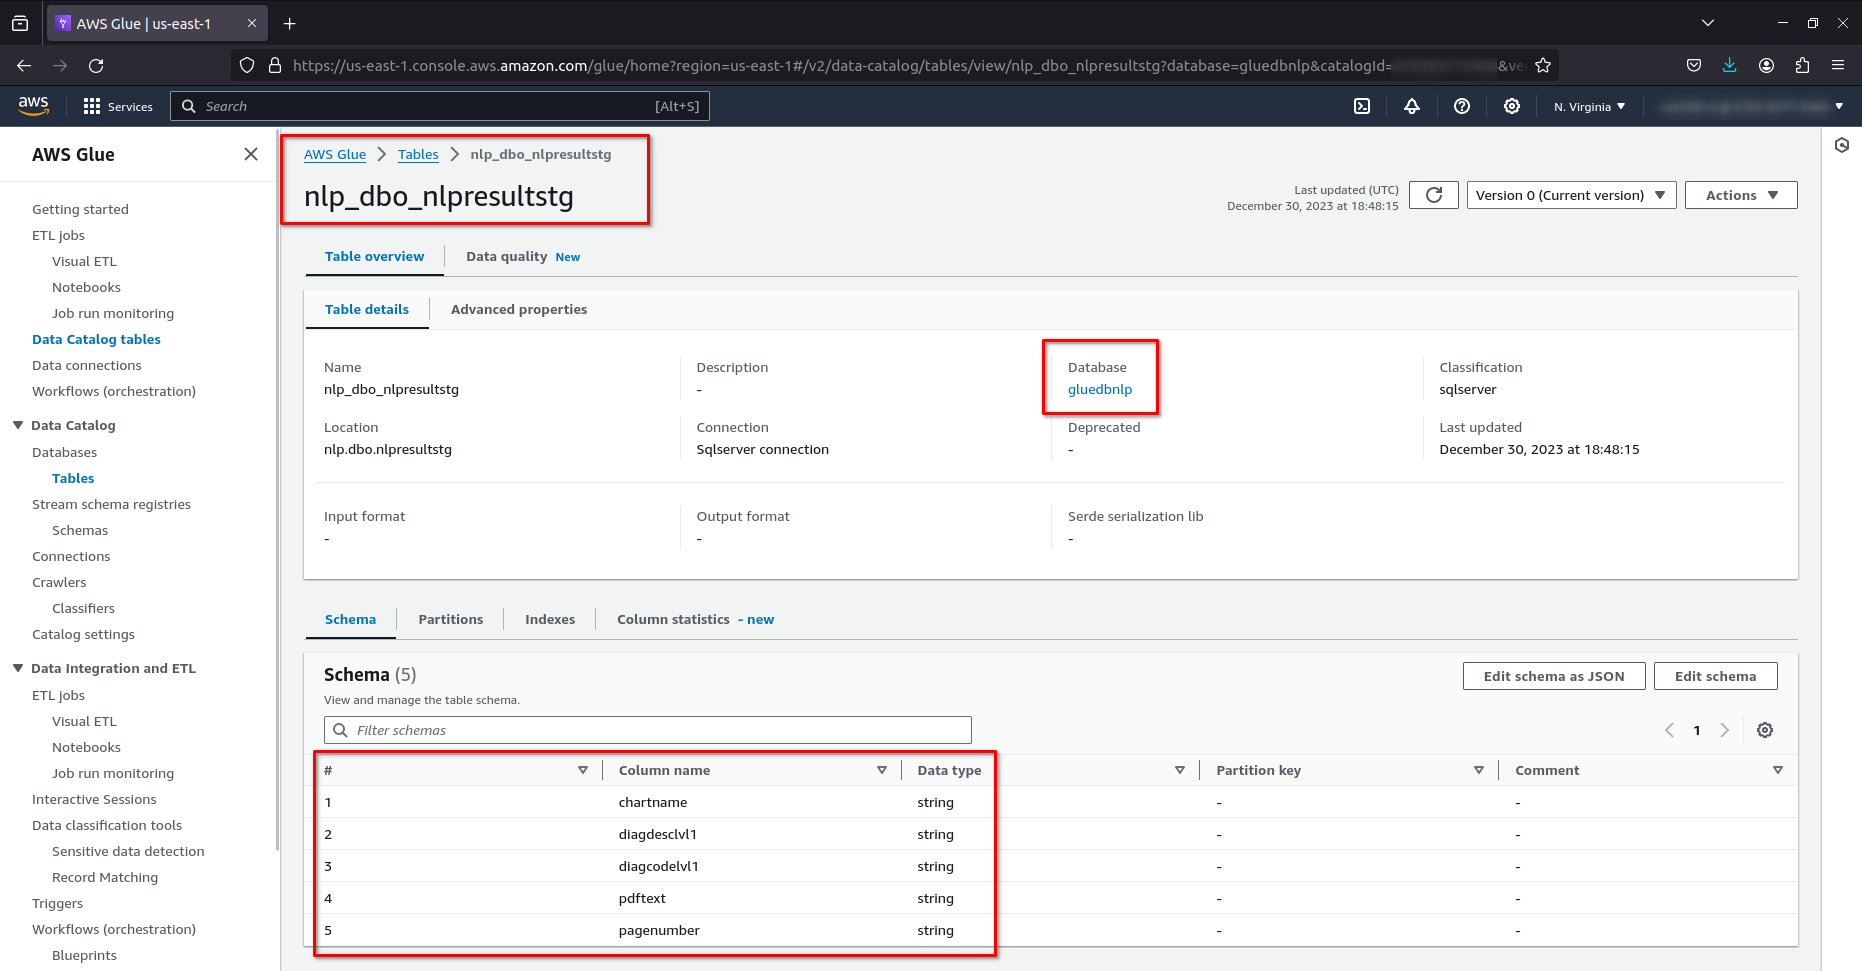 AWS Glue | us-east-1
https://us-east-1.console.aws.amazon.com/glue/home?region=us-east-1#/v2/data-catalog/tables/view/nlp_dbo_nlpresultstg?database=gluedbnlp&catalogId= &ve
aws Services Search [Alt+S] N. Virginia
AWS Glue
Getting started
ETL jobs
Visual ETL
Notebooks
Job run monitoring
Data Catalog tables
Data connections
Workflows (orchestration)
Data Catalog
Databases
Tables
Stream schema registries
Schemas
Connections
Crawlers
Classifiers
Catalog settings
Data Integration and ETL
ETL jobs
Visual ETL
Notebooks
Job run monitoring
Interactive Sessions
Data classification tools
Sensitive data detection
Record Matching
Triggers
Workflows (orchestration)
Blueprints
AWS Glue Tables nlp_dbo_nlpresultstg
nlp_dbo_nlpresultstg
Last updated (UTC)
December 30, 2023 at 18:48:15
Version 0 (Current version) Actions
Table overview Data quality New
Table details Advanced properties
Name Description Database Classification
nlp_dbo_nlpresultstg - gluedbnlp sqlserver
Location Connection Deprecated Last updated
nlp.dbo.nlpresultstg Sqlserver connection - December 30, 2023 at 18:48:15
Input format Output format Serde serialization lib
- - -
Schema Partitions Indexes Column statistics - new
Schema (5)
View and manage the table schema.
Edit schema as JSON Edit schema
Filter schemas 1
# Column name Data type Partition key Comment
1 chartname string - -
2 diagdesclvl1 string - -
3 diagcodelvl1 string - -
4 pdftext string - -
5 pagenumber string - -